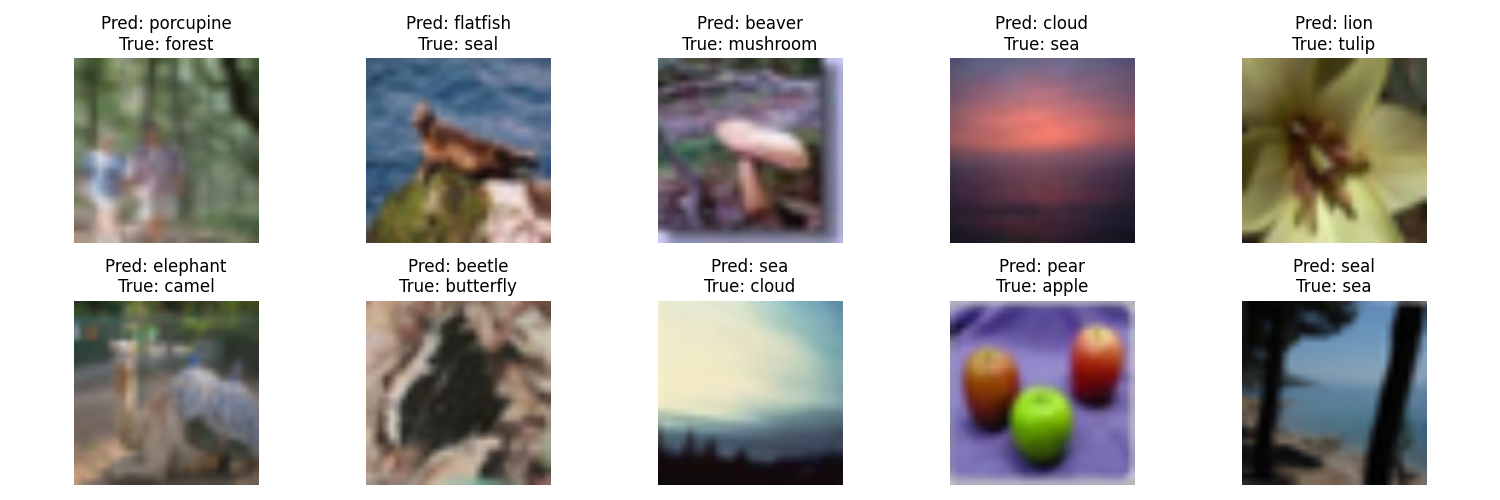 Pred: porcupine
True: forest
Pred: flatfish
True: seal
Pred: beaver
True: mushroom
Pred: cloud
True: sea
Pred: lion
True: tulip
Pred: elephant
True: camel
Pred: beetle
True: butterfly
Pred: sea
True: cloud
Pred: pear
True: apple
Pred: seal
True: sea